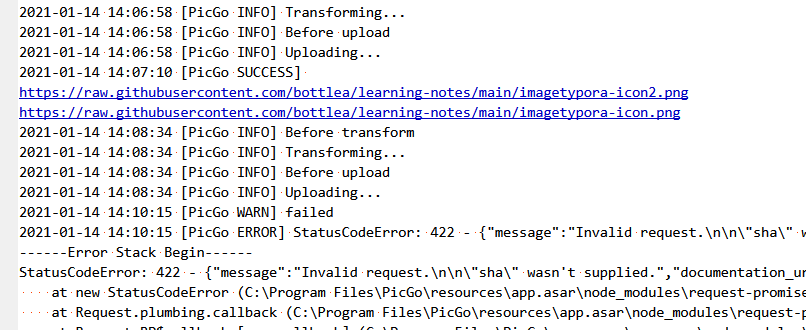 2021-01-14 14:06:58 [PicGo INFO] Transforming...
2021-01-14 14:06:58 [PicGo INFO] Before upload
2021-01-14 14:06:58 [PicGo INFO] Uploading...
2021-01-14 14:07:10 [PicGo SUCCESS]
https://raw.githubusercontent.com/bottlea/learning-notes/main/imagetypora-icon2.png
https://raw.githubusercontent.com/bottlea/learning-notes/main/imagetypora-icon.png
2021-01-14 14:08:34 [PicGo INFO] Before transform
2021-01-14 14:08:34 [PicGo INFO] Transforming...
2021-01-14 14:08:34 [PicGo INFO] Before upload
2021-01-14 14:08:34 [PicGo INFO] Uploading...
2021-01-14 14:10:15 [PicGo WARN] failed
2021-01-14 14:10:15 [PicGo ERROR] StatusCodeError: 422 - {"message":"Invalid request.\n\n\"sha\" w
------Error Stack Begin------
StatusCodeError: 422 - {"message":"Invalid request.\n\n\"sha\" wasn't supplied.","documentation_u
at new StatusCodeError (C:\Program Files\PicGo\resources\app.asar\node_modules\request-promise
at Request.plumbing.callback (C:\Program Files\PicGo\resources\app.asar\node_modules\request-p